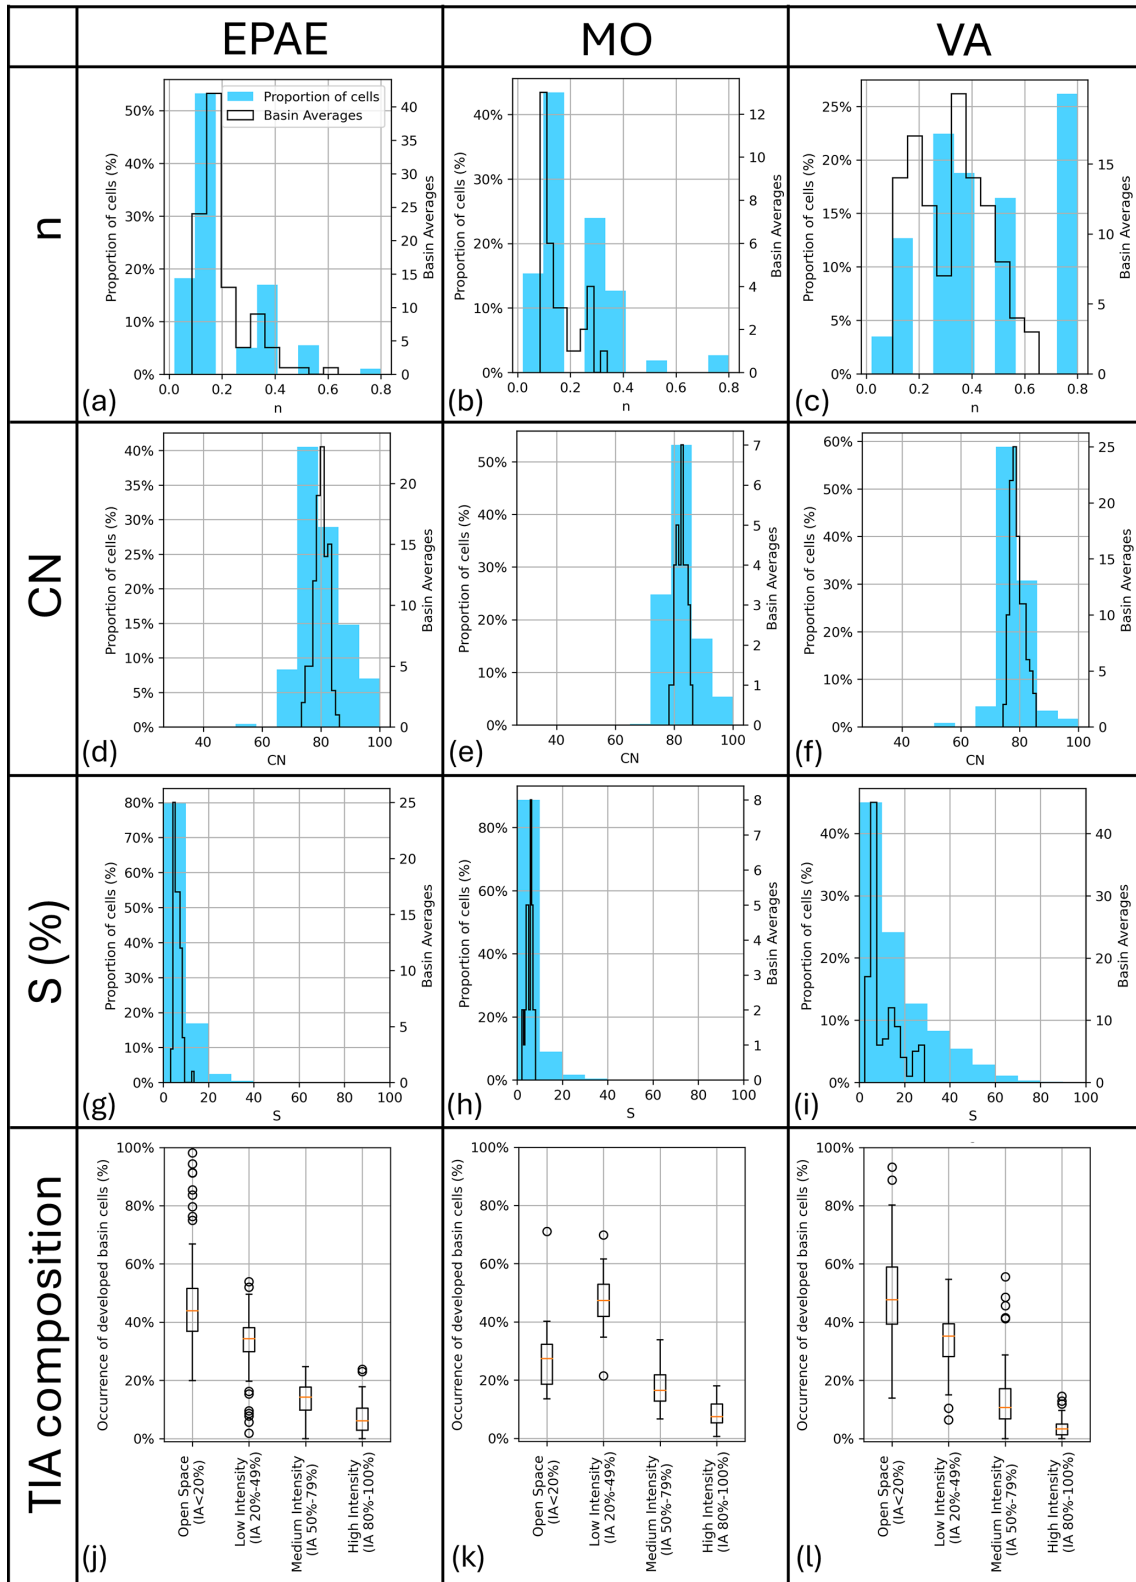 EPAE
MO
VA
n
50%
40%
30%
20%
10%
0%
Proportion of cells (%)
Proportion of cells
Basin Averages
40
35
30
25
20
15
10
5
0
Basin Averages
0.0 0.2 0.4 0.6 0.8
n
(a)
40%
30%
20%
10%
0%
Proportion of cells (%)
12
10
8
6
4
2
0
Basin Averages
0.0 0.2 0.4 0.6 0.8
n
(b)
25%
20%
15%
10%
5%
0%
Proportion of cells (%)
15
10
5
0
Basin Averages
0.0 0.2 0.4 0.6 0.8
n
(c)
CN
40%
35%
30%
25%
20%
15%
10%
5%
0%
Proportion of cells (%)
20
15
10
5
0
Basin Averages
40 60 80 100
CN
(d)
50%
40%
30%
20%
10%
0%
Proportion of cells (%)
7
6
5
4
3
2
1
0
Basin Averages
40 60 80 100
CN
(e)
60%
50%
40%
30%
20%
10%
0%
Proportion of cells (%)
25
20
15
10
5
0
Basin Averages
40 60 80 100
CN
(f)
S (%)
80%
70%
60%
50%
40%
30%
20%
10%
0%
Proportion of cells (%)
25
25
15
10
5
0
Basin Averages
0 20 40 60 80 100
S
(g)
80%
60%
40%
20%
0%
Proportion of cells (%)
8
7
6
5
4
3
2
1
0
Basin Averages
0 20 40 60 80 100
S
(h)
40%
30%
20%
10%
0%
Proportion of cells (%)
40
30
20
10
0
Basin Averages
0 20 40 60 80 100
S
(i)
TIA composition
100%
80%
60%
40%
20%
0%
Occurrence of developed basin cells (%)
Open Space
(IA<20%)
Low Intensity
(IA 20%-49%)
Medium Intensity
(IA 50%-79%)
High Intensity
(IA 80%-100%)
(j)
100%
80%
60%
40%
20%
0%
Occurrence of developed basin cells (%)
Open Space
(IA<20%)
Low Intensity
(IA 20%-49%)
Medium Intensity
(IA 50%-79%)
High Intensity
(IA 80%-100%)
(k)
100%
80%
60%
40%
20%
0%
Occurrence of developed basin cells (%)
Open Space
(IA<20%)
Low Intensity
(IA 20%-49%)
Medium Intensity
(IA 50%-79%)
High Intensity
(IA 80%-100%)
(l)